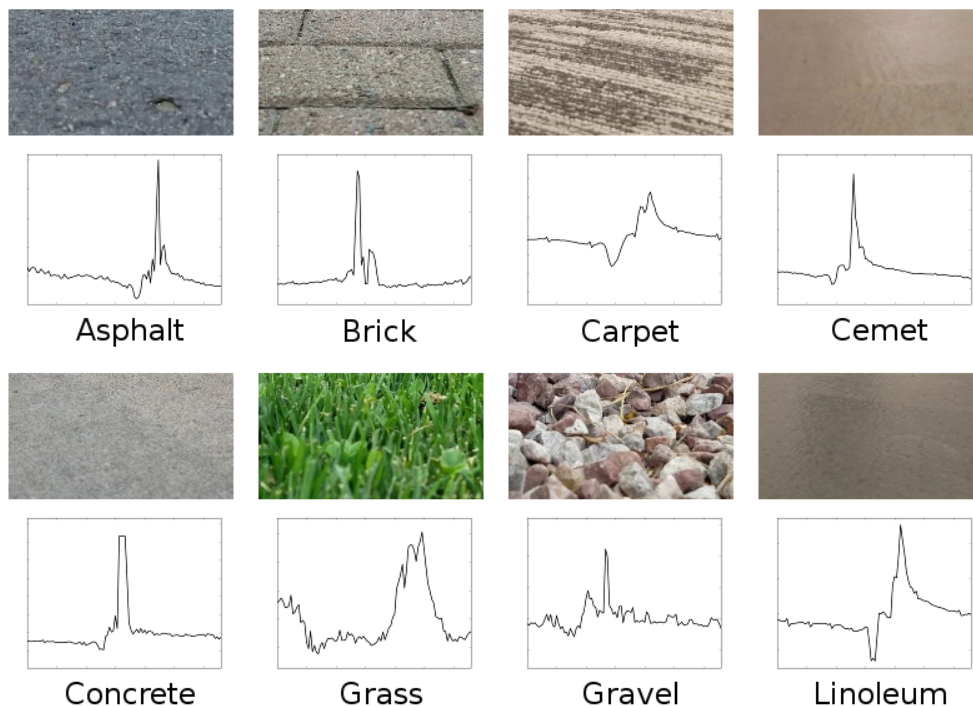 Asphalt
Brick
Carpet
Cemet
Concrete
Grass
Gravel
Linoleum